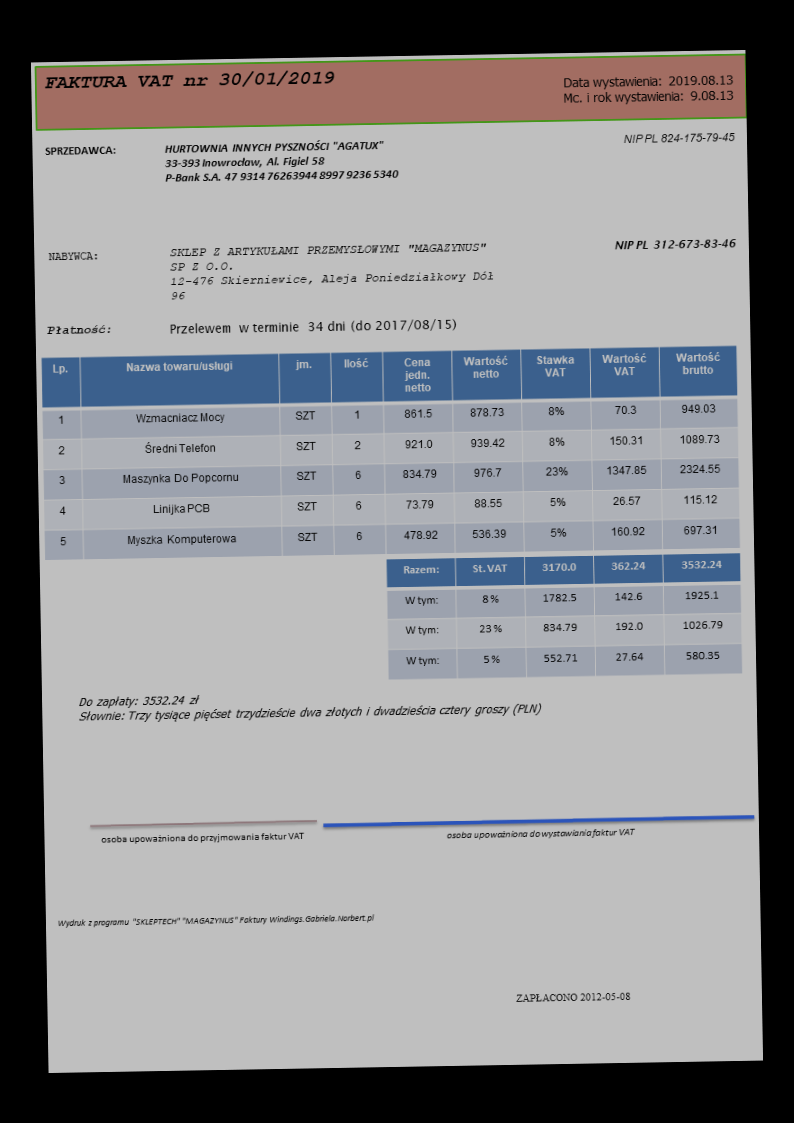 FAKTURA VAT nr 30/01/2019
Data wystawienia: 2019.08.13
Mc. i rok wystawienia: 9.08.13
SPRZEDAWCA: HURTOWNIA INNYCH PYSZNOŚCI "AGATUX" NIP PL 824-175-79-45
33-393 Inowrocław, Al. Figiel 58
P-Bank S.A. 47 9314 76263944 8997 9236 5340
NABYWCA: SKLEP Z ARTYKUŁAMI PRZEMYSŁOWYMI "MAGAZYNUS" NIP PL 312-673-83-46
SP Z O.O.
12-476 Skierniewice, Aleja Poniedziałkowy Dół
96
Płatność: Przelewem w terminie 34 dni (do 2017/08/15)
Lp. Nazwa towaru/usługi jm. Ilość Cena jedn. netto Wartość netto Stawka VAT Wartość VAT Wartość brutto
1 Wzmacniacz Mocy SZT 1 861.5 878.73 8% 70.3 949.03
2 Średni Telefon SZT 2 921.0 939.42 8% 150.31 1089.73
3 Maszynka Do Popcornu SZT 6 834.79 976.7 23% 1347.85 2324.55
4 Linijka PCB SZT 6 73.79 88.55 5% 26.57 115.12
5 Myszka Komputerowa SZT 6 478.92 536.39 5% 160.92 697.31
Razem: St. VAT 3170.0 362.24 3532.24
W tym: 8% 1782.5 142.6 1925.1
W tym: 23% 834.79 192.0 1026.79
W tym: 5% 552.71 27.64 580.35
Do zapłaty: 3532.24 zł
Słownie: Trzy tysiące pięćset trzydzieście dwa złotych i dwadzieścia cztery groszy (PLN)
osoba upoważniona do przyjmowania faktur VAT
osoba upoważniona do wystawiania faktur VAT
Wydruk z programu "SKLEPTECH" "MAGAZYNUS" Faktury Windings.Gabriela.Norbert.pl
ZAPŁACONO 2012-05-08